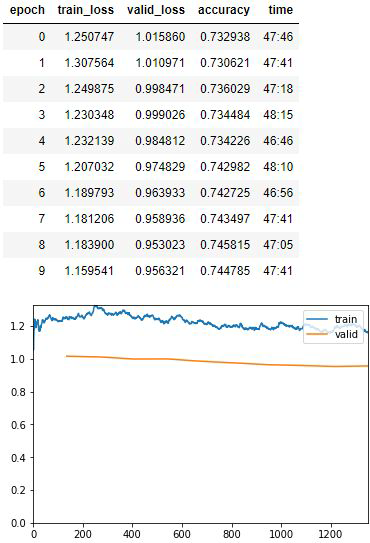 epoch train_loss valid_loss accuracy time
0 1.250747 1.015860 0.732938 47:46
1 1.307564 1.010971 0.730621 47:41
2 1.249875 0.998471 0.736029 47:18
3 1.230348 0.999026 0.734484 48:15
4 1.232139 0.984812 0.734226 46:46
5 1.207032 0.974829 0.742982 48:10
6 1.189793 0.963933 0.742725 46:56
7 1.181206 0.958936 0.743497 47:41
8 1.183900 0.953023 0.745815 47:05
9 1.159541 0.956321 0.744785 47:41
train
valid
1.2
1.0
0.8
0.6
0.4
0.2
0.0
0 200 400 600 800 1000 1200